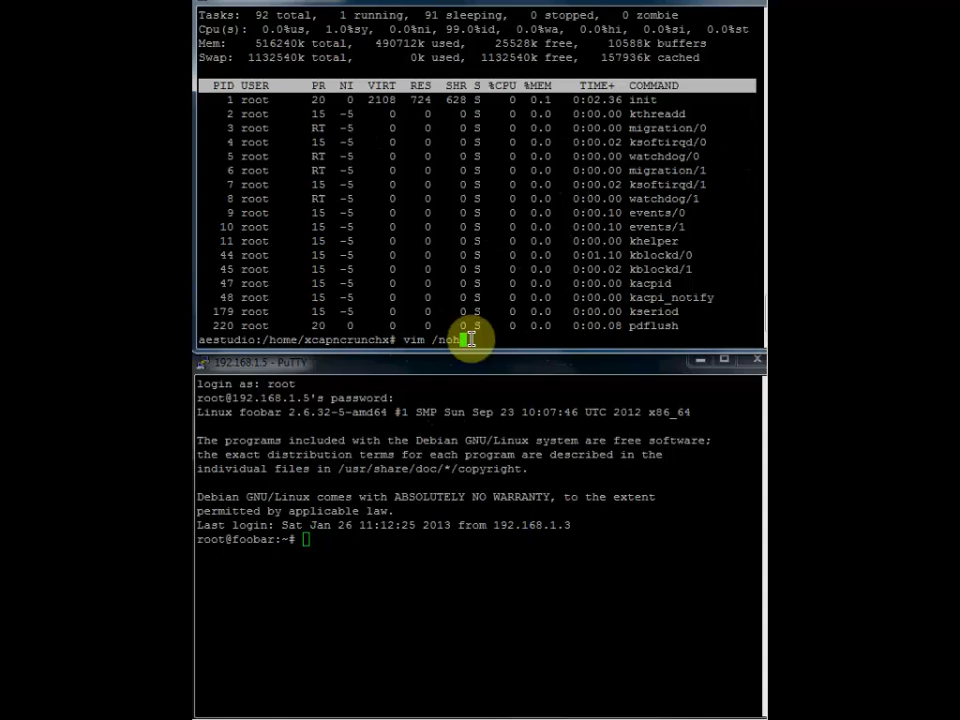 Tasks:  92 total,   1 running,  91 sleeping,   0 stopped,   0 zombie
Cpu(s):  0.0%us,  1.0%sy,  0.0%ni, 99.0%id,  0.0%wa,  0.0%hi,  0.0%si,  0.0%st
Mem:    516240k total,   490712k used,    25528k free,    10588k buffers
Swap:  1132540k total,        0k used,  1132540k free,   157936k cached
PID USER      PR  NI  VIRT  RES  SHR S %CPU %MEM    TIME+  COMMAND
1 root      20   0  2108  724  628 S    0  0.1   0:02.36 init
2 root      15  -5     0    0    0 S    0  0.0   0:00.00 kthreadd
3 root      RT  -5     0    0    0 S    0  0.0   0:00.00 migration/0
4 root      15  -5     0    0    0 S    0  0.0   0:00.02 ksoftirqd/0
5 root      RT  -5     0    0    0 S    0  0.0   0:00.00 watchdog/0
6 root      RT  -5     0    0    0 S    0  0.0   0:00.00 migration/1
7 root      15  -5     0    0    0 S    0  0.0   0:00.02 ksoftirqd/1
8 root      RT  -5     0    0    0 S    0  0.0   0:00.00 watchdog/1
9 root      15  -5     0    0    0 S    0  0.0   0:00.10 events/0
10 root      15  -5     0    0    0 S    0  0.0   0:00.10 events/1
11 root      15  -5     0    0    0 S    0  0.0   0:00.00 khelper
44 root      15  -5     0    0    0 S    0  0.0   0:01.10 kblockd/0
45 root      15  -5     0    0    0 S    0  0.0   0:00.02 kblockd/1
47 root      15  -5     0    0    0 S    0  0.0   0:00.00 kacpid
48 root      15  -5     0    0    0 S    0  0.0   0:00.00 kacpi_notify
179 root      15  -5     0    0    0 S    0  0.0   0:00.00 kseriod
220 root      20   0     0    0    0 S    0  0.0   0:00.08 pdflush
aestudio:/home/xcapncrunchx# vim /noh
192.168.1.5 - PuTTY
login as: root
root@192.168.1.5's password:
Linux foobar 2.6.32-5-amd64 #1 SMP Sun Sep 23 10:07:46 UTC 2012 x86_64
The programs included with the Debian GNU/Linux system are free software;
the exact distribution terms for each program are described in the
individual files in /usr/share/doc/*/copyright.
Debian GNU/Linux comes with ABSOLUTELY NO WARRANTY, to the extent
permitted by applicable law.
Last login: Sat Jan 26 11:12:25 2013 from 192.168.1.3
root@foobar:~#